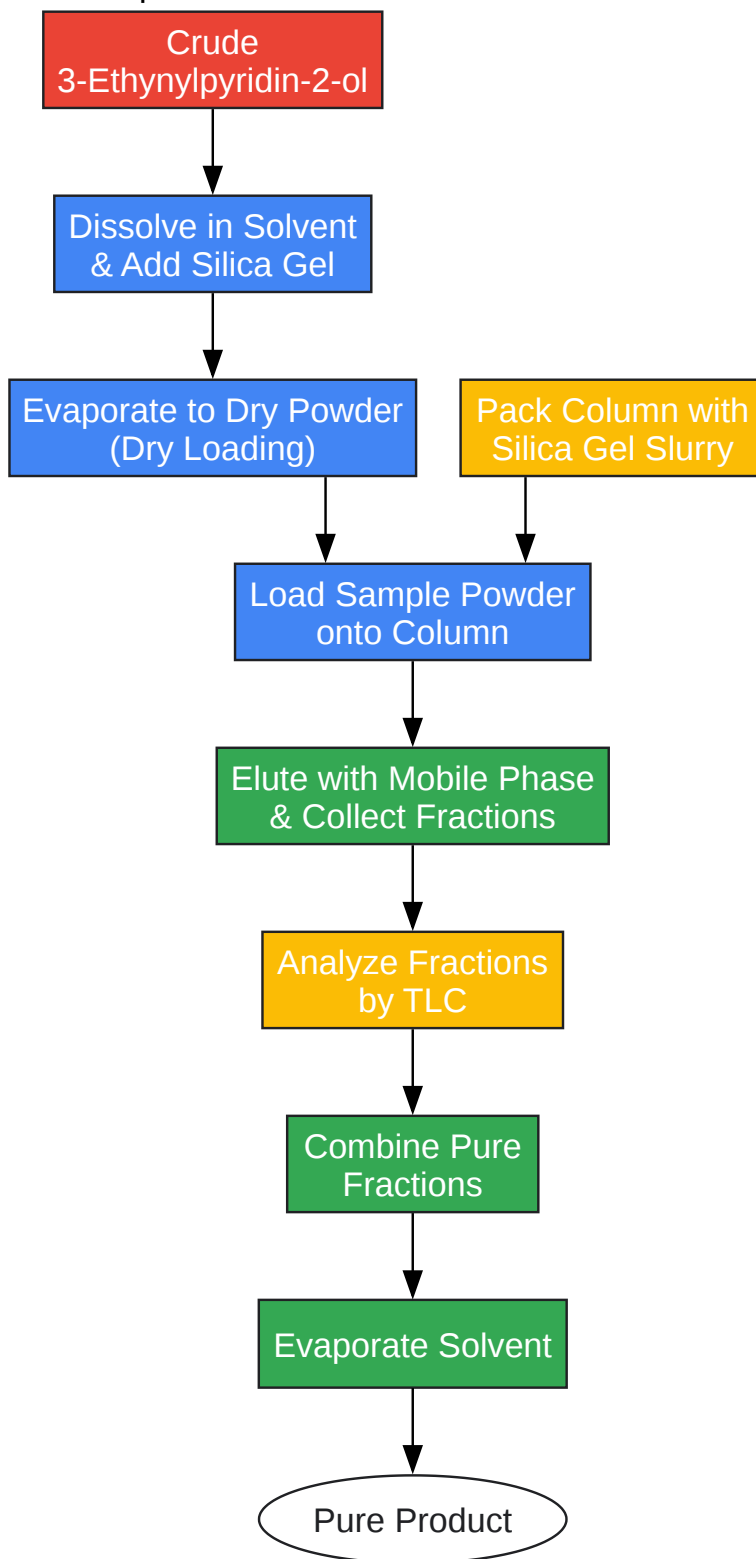 Crude
3-Ethynylpyridin-2-ol
Dissolve in Solvent
& Add Silica Gel
Evaporate to Dry Powder
(Dry Loading)
Pack Column with
Silica Gel Slurry
Load Sample Powder
onto Column
Elute with Mobile Phase
& Collect Fractions
Analyze Fractions
by TLC
Combine Pure
Fractions
Evaporate Solvent
Pure Product